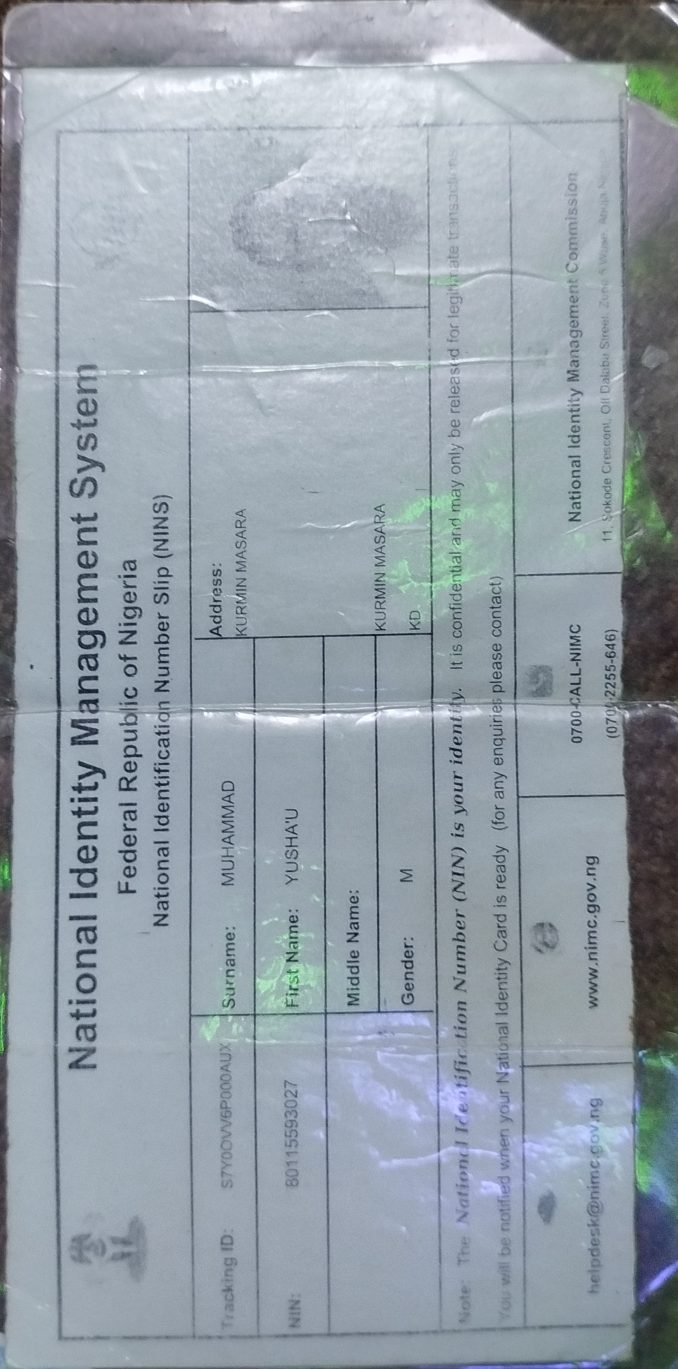 National Identity Management System
Federal Republic of Nigeria
National Identification Number Slip (NINS)
Tracking ID: S7Y0OVV6P000AUX
Surname: MUHAMMAD
Address:
KURMIN MASARA
NIN: 80115593027
First Name: YUSHA'U
Middle Name:
KURMIN MASARA
Gender: M
KD
Note: The National Identification Number (NIN) is your identity. It is confidential and may only be released for legitimate transactions.
You will be notified when your National Identity Card is ready (for any enquiries please contact)
helpdesk@nimc.gov.ng
www.nimc.gov.ng
0700-CALL-NIMC
(0700-2255-646)
National Identity Management Commission
11, Sokode Crescent, Off Dalaba Street, Zone 5 Wuse, Abuja